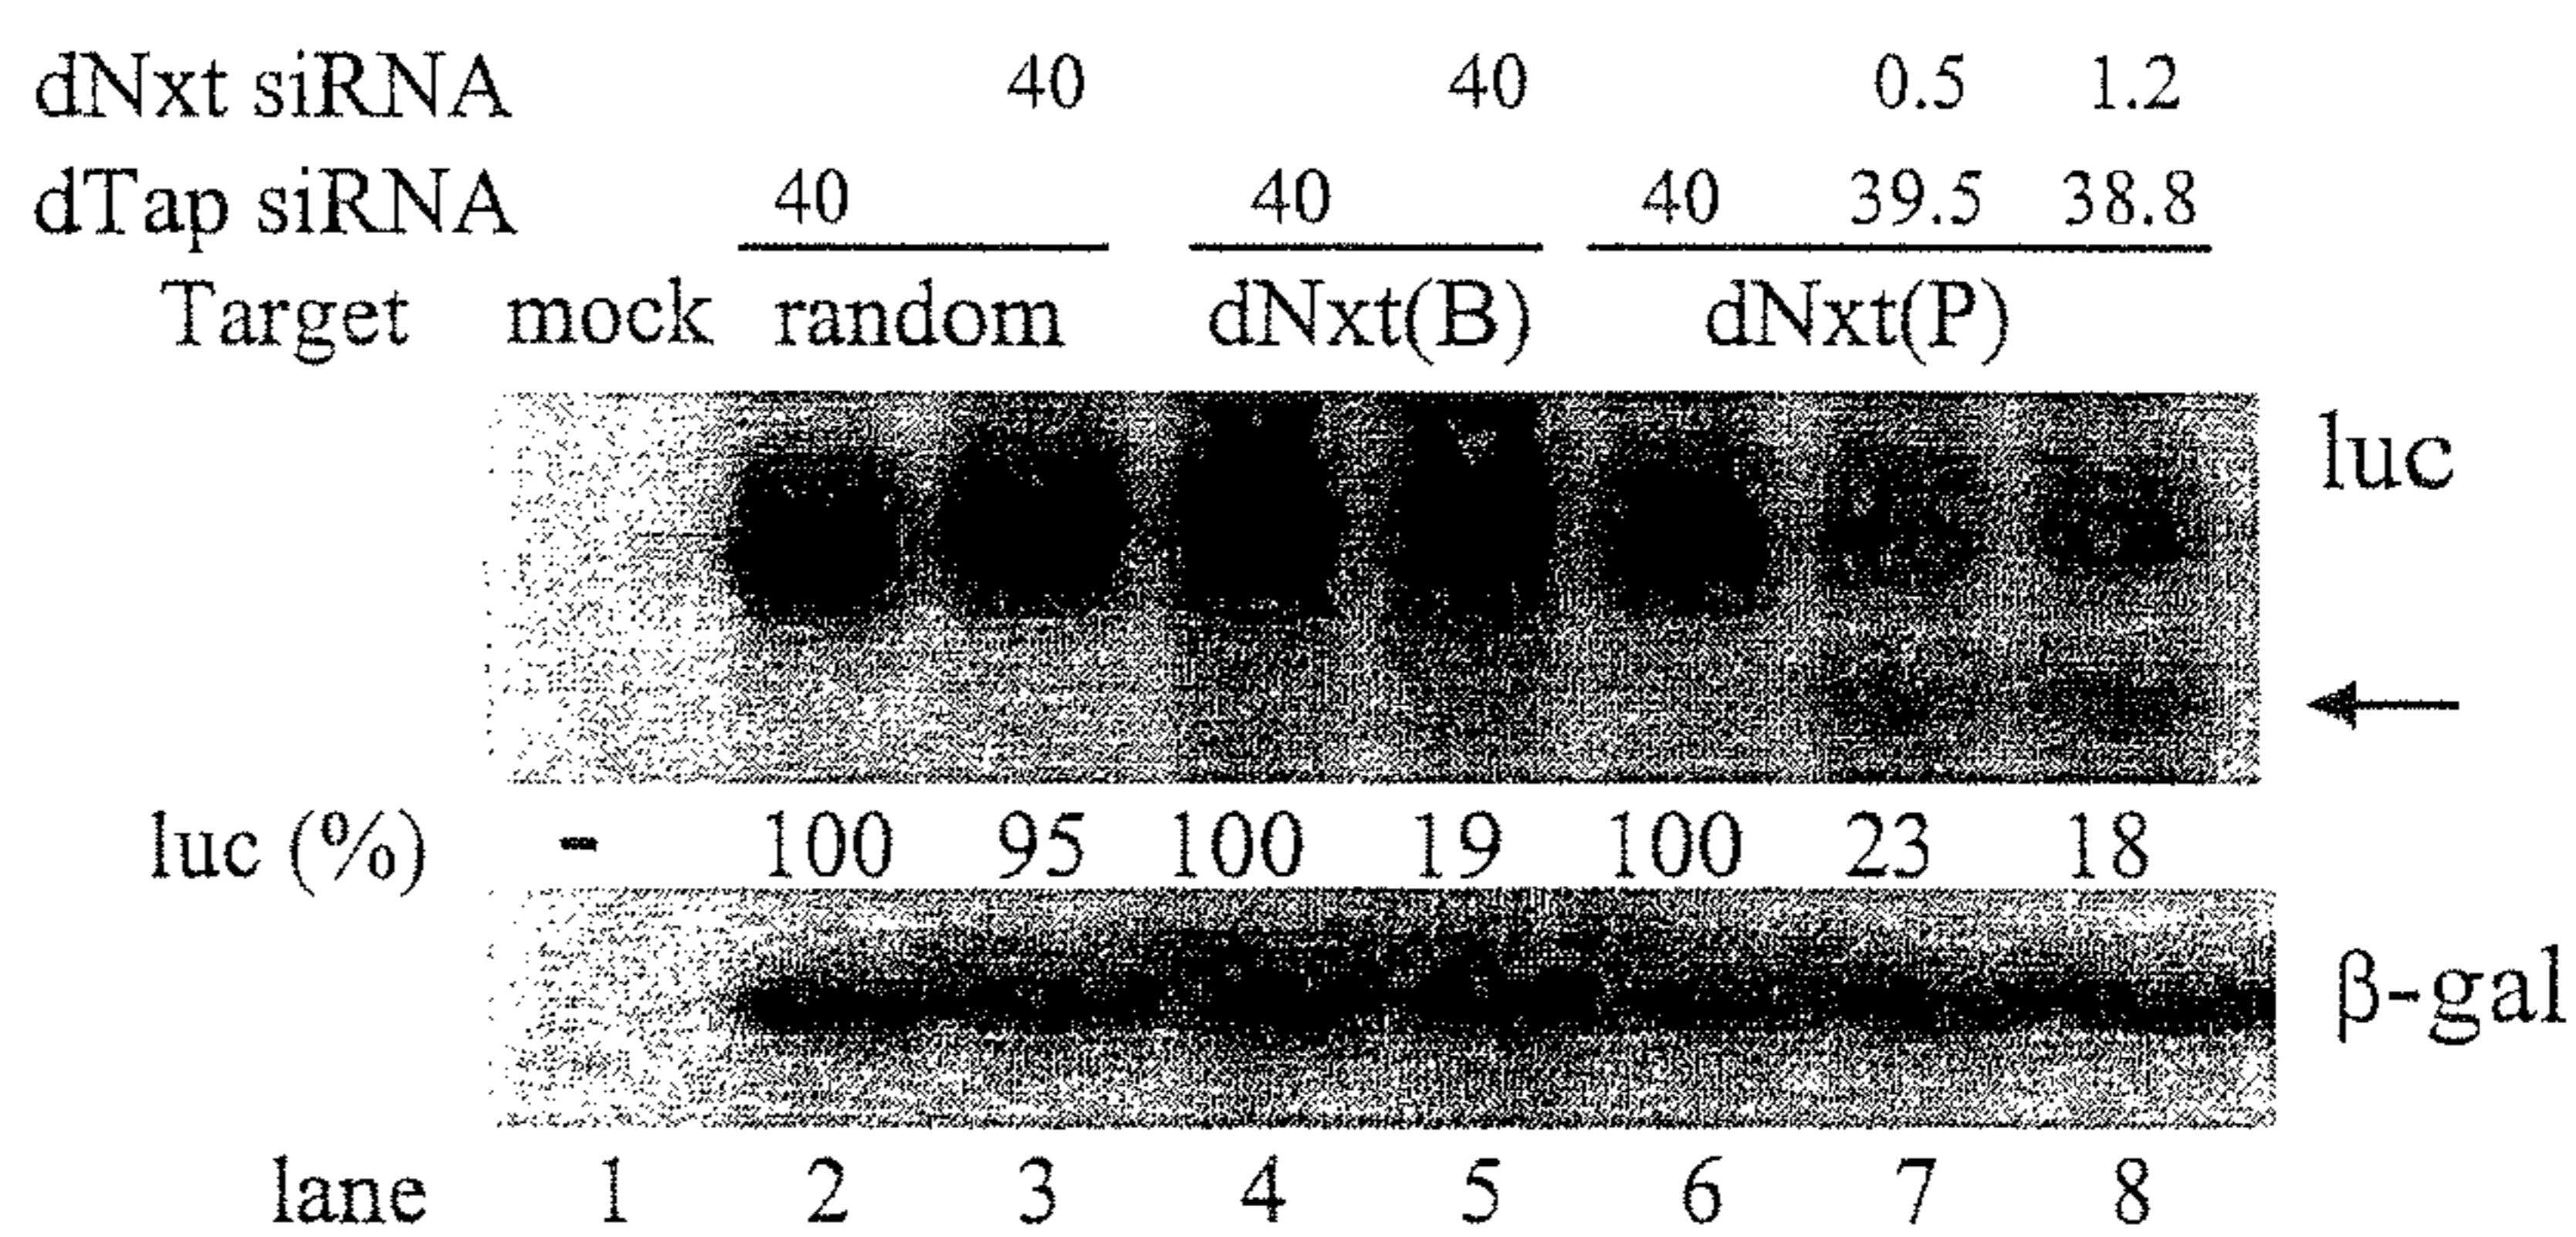 dNxt siRNA 40 40 0.5 1.2
dTap siRNA 40 40 40 39.5 38.8
Target mock random dNxt(B) dNxt(P)
luc
luc (%) - 100 95 100 19 100 23 18
β-gal
lane 1 2 3 4 5 6 7 8